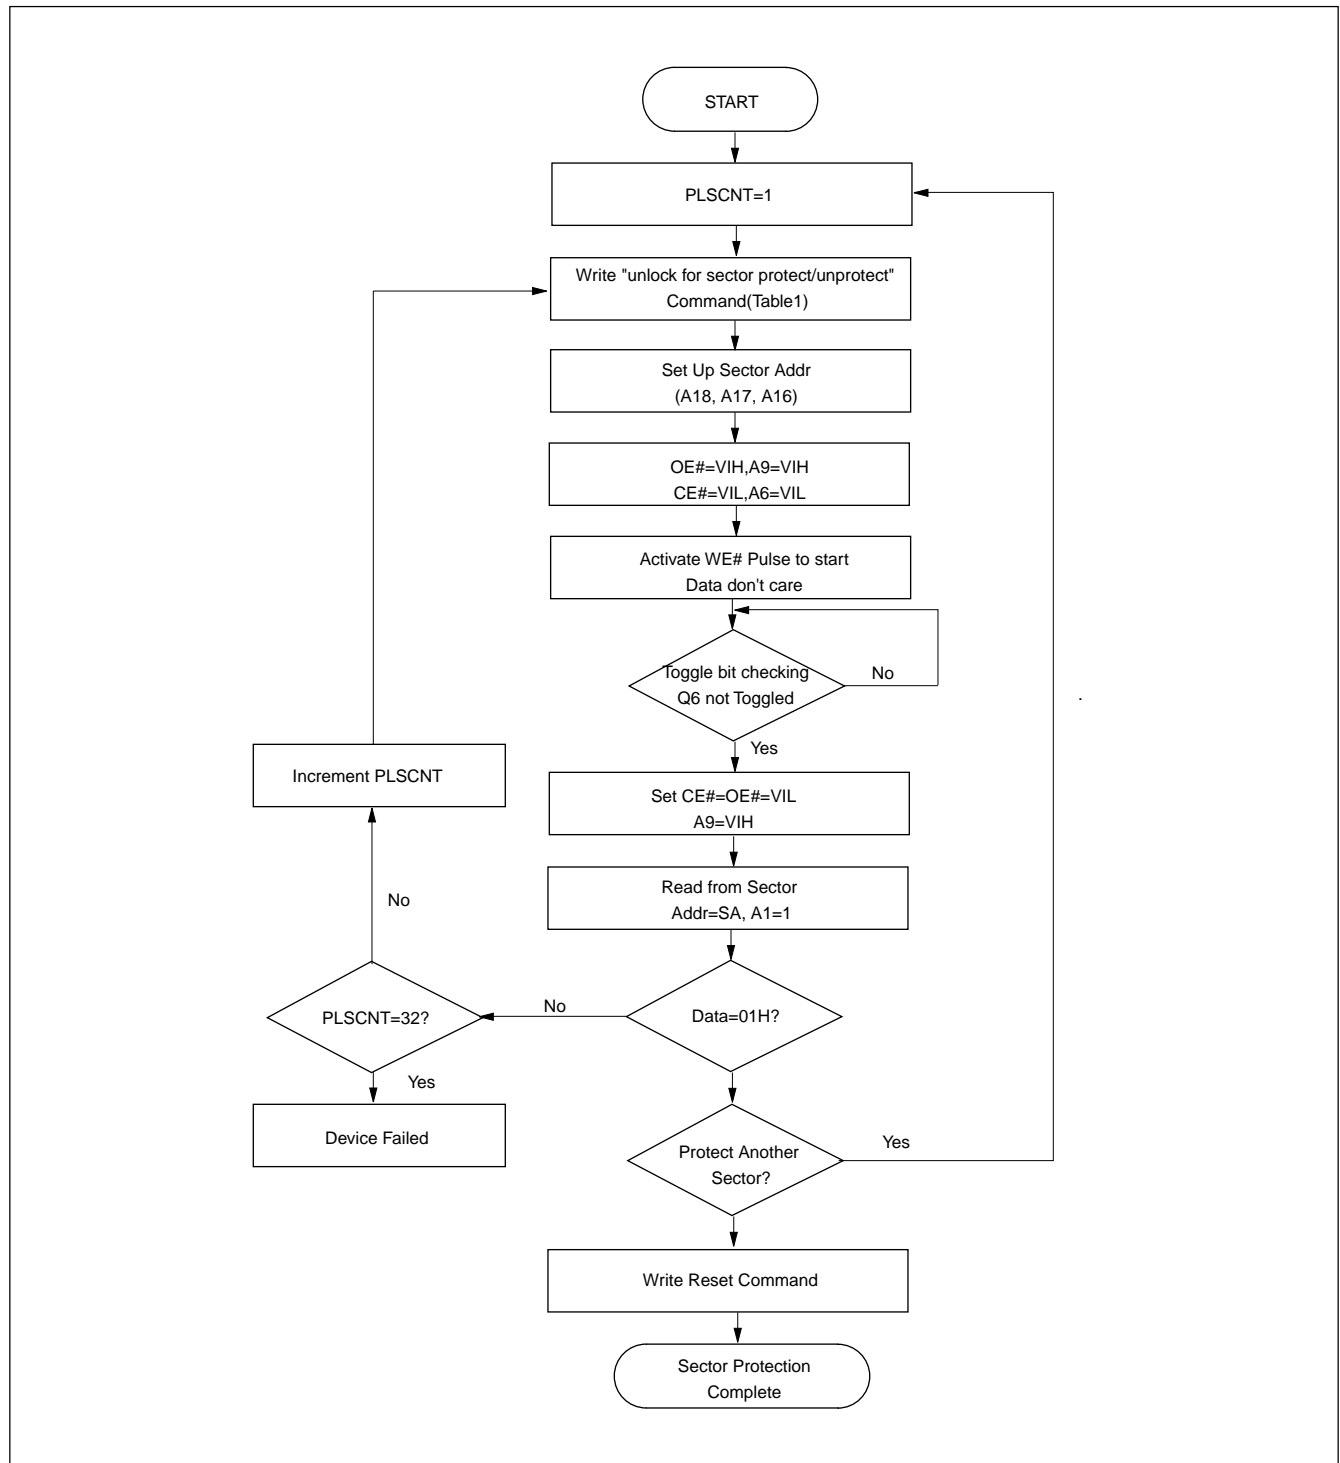 START
PLSCNT=1
Write "unlock for sector protect/unprotect"
Command(Table1)
Set Up Sector Addr
(A18, A17, A16)
OE#=VIH,A9=VIH
CE#=VIL,A6=VIL
Activate WE# Pulse to start
Data don't care
Toggle bit checking
Q6 not Toggled
No
Yes
Increment PLSCNT
Set CE#=OE#=VIL
A9=VIH
Read from Sector
Addr=SA, A1=1
No
No
PLSCNT=32?
Data=01H?
Yes
Device Failed
Protect Another
Sector?
Yes
Write Reset Command
Sector Protection
Complete